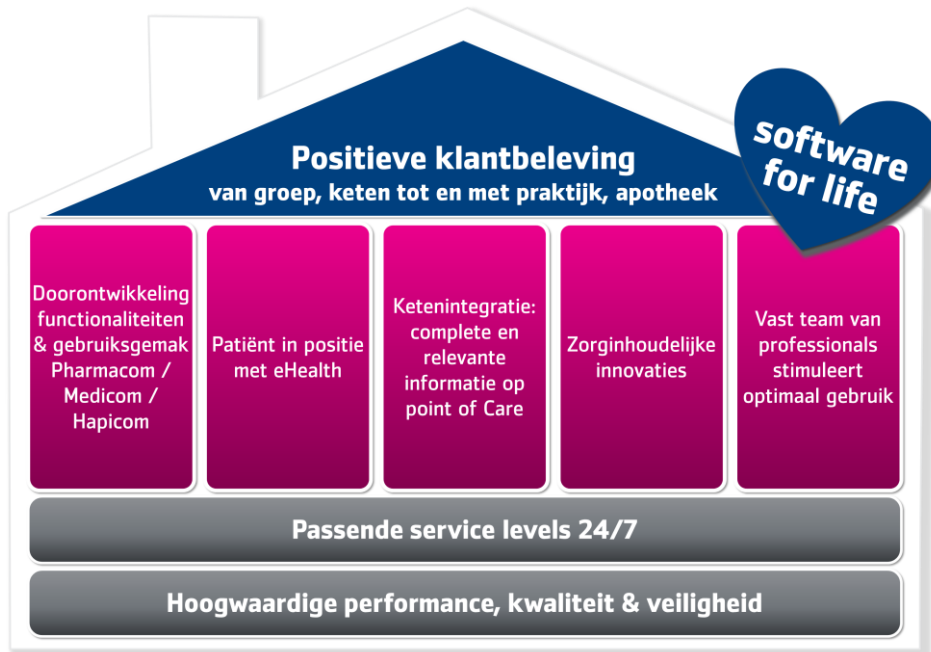 Positieve klantbeleving
van groep, keten tot en met praktijk, apotheek
software
for life
Doorontwikkeling
functionaliteiten
& gebruiksgemak
Pharmacom /
Medicom /
Hapicom
Patiënt in positie
met eHealth
Ketenintegratie:
complete en
relevante
informatie op
point of Care
Zorginhoudelijke
innovaties
Vast team van
professionals
stimuleert
optimaal gebruik
Passende service levels 24/7
Hoogwaardige performance, kwaliteit & veiligheid